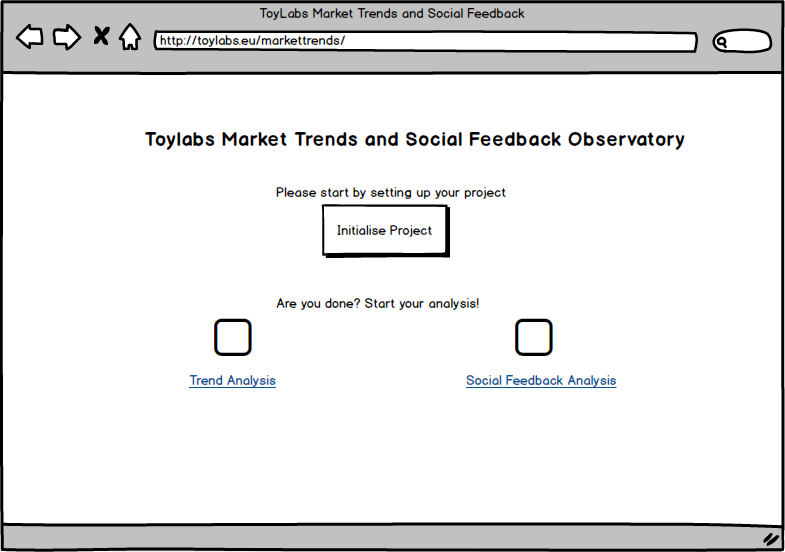 ToyLabs Market Trends and Social Feedback
http://toylabs.eu/markettrends/
Toylabs Market Trends and Social Feedback Observatory
Please start by setting up your project
Initialise Project
Are you done? Start your analysis!
Trend Analysis
Social Feedback Analysis